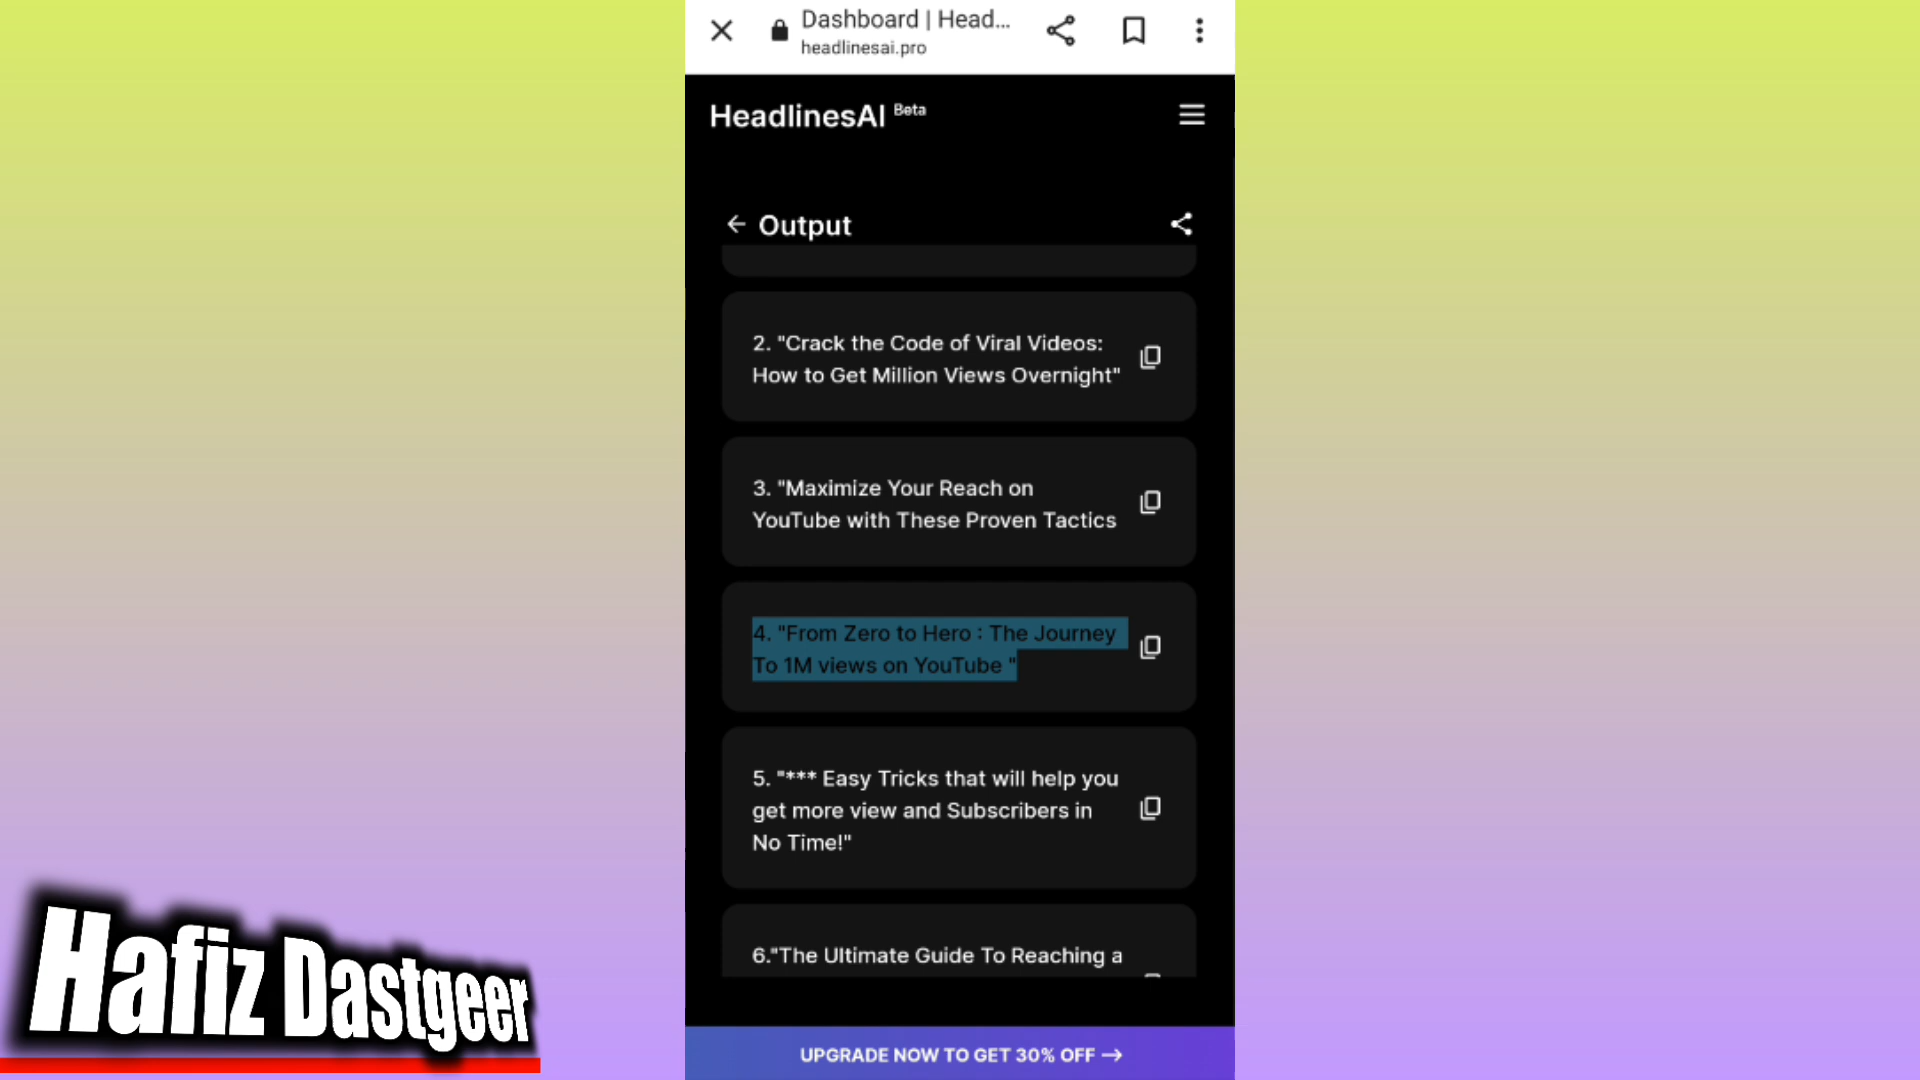 Dashboard | Head...
headlinesai.pro
HeadlinesAI Beta
Output
2. "Crack the Code of Viral Videos:
How to Get Million Views Overnight"
3. "Maximize Your Reach on
YouTube with These Proven Tactics
4. "From Zero to Hero : The Journey
To 1M views on YouTube "
5. "*** Easy Tricks that will help you
get more view and Subscribers in
No Time!"
6."The Ultimate Guide To Reaching a
UPGRADE NOW TO GET 30% OFF →
Hafiz Dastgeer